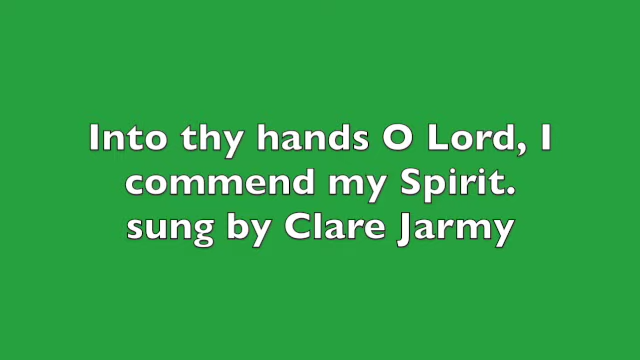 Into thy hands O Lord, I
commend my Spirit.
sung by Clare Jarmy